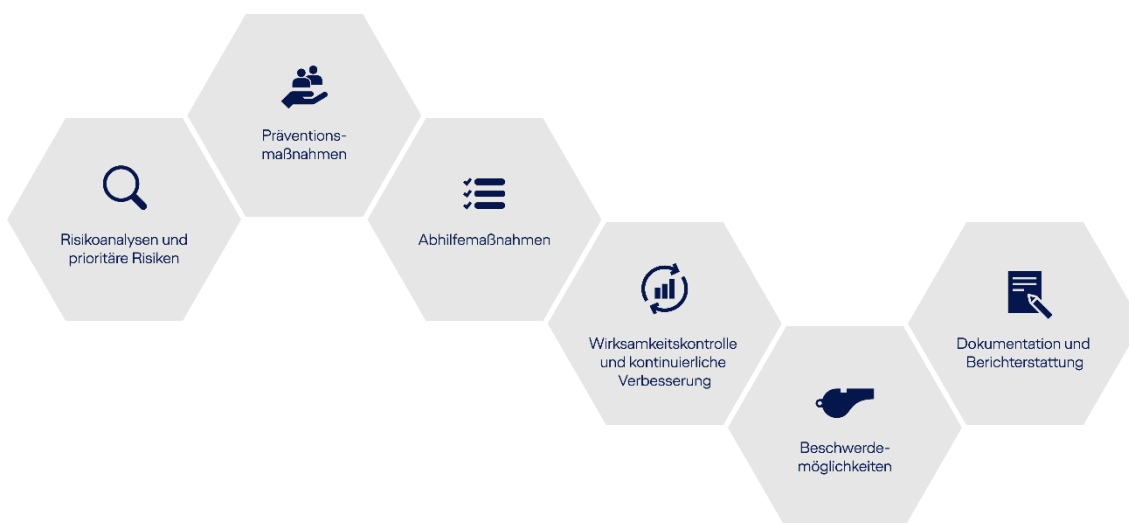 Risikoanalysen und
prioritäre Risiken
Präventions-
maßnahmen
Abhilfemaßnahmen
Wirksamkeitskontrolle
und kontinuierliche
Verbesserung
Beschwerde-
möglichkeiten
Dokumentation und
Berichterstattung